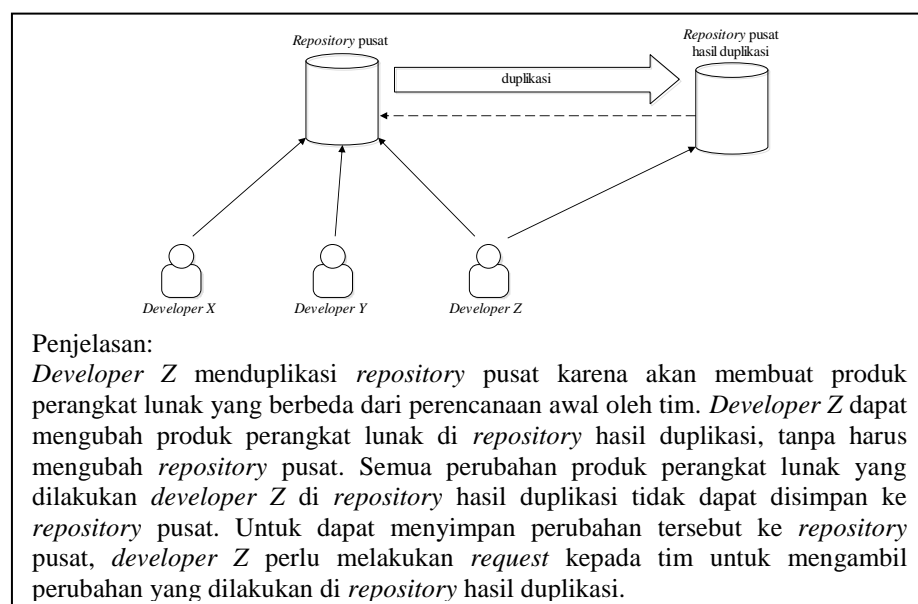 Repository pusat
Repository pusat
hasil duplikasi
duplikasi
Developer X
Developer Y
Developer Z
Penjelasan:
Developer Z menduplikasi repository pusat karena akan membuat produk
perangkat lunak yang berbeda dari perencanaan awal oleh tim. Developer Z dapat
mengubah produk perangkat lunak di repository hasil duplikasi, tanpa harus
mengubah repository pusat. Semua perubahan produk perangkat lunak yang
dilakukan developer Z di repository hasil duplikasi tidak dapat disimpan ke
repository pusat. Untuk dapat menyimpan perubahan tersebut ke repository
pusat, developer Z perlu melakukan request kepada tim untuk mengambil
perubahan yang dilakukan di repository hasil duplikasi.